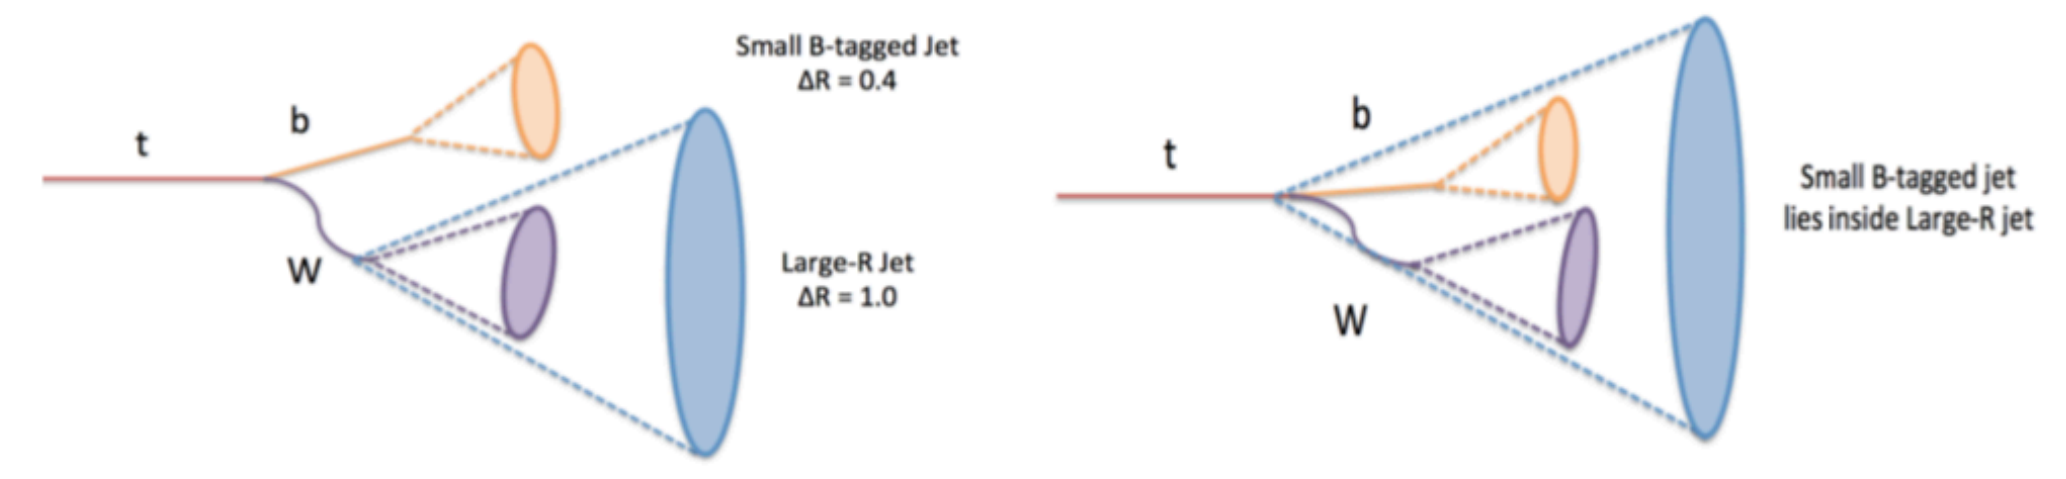 t
b
W
Small B-tagged Jet
ΔR = 0.4
Large-R Jet
ΔR = 1.0
t
b
W
Small B-tagged jet
lies inside Large-R jet